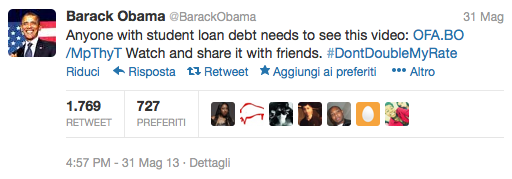 Barack Obama @BarackObama 31 Mag
Anyone with student loan debt needs to see this video: OFA.BO
/MpThyT Watch and share it with friends. #DontDoubleMyRate
Riduci Risposta Retweet Aggiungi ai preferiti Altro
1.769 727
RETWEET PREFERITI
4:57 PM - 31 Mag 13 · Dettagli